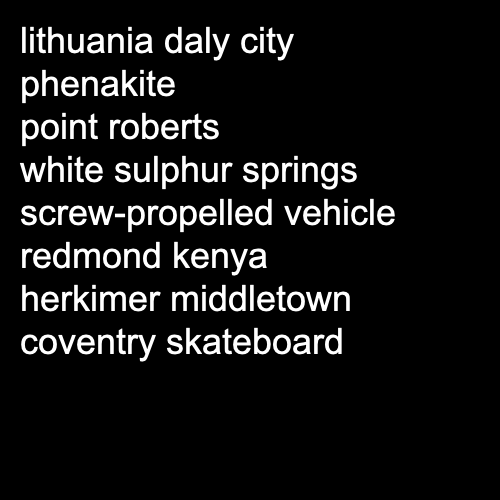 lithuania daly city
phenakite
point roberts
white sulphur springs
screw-propelled vehicle
redmond kenya
herkimer middletown
coventry skateboard